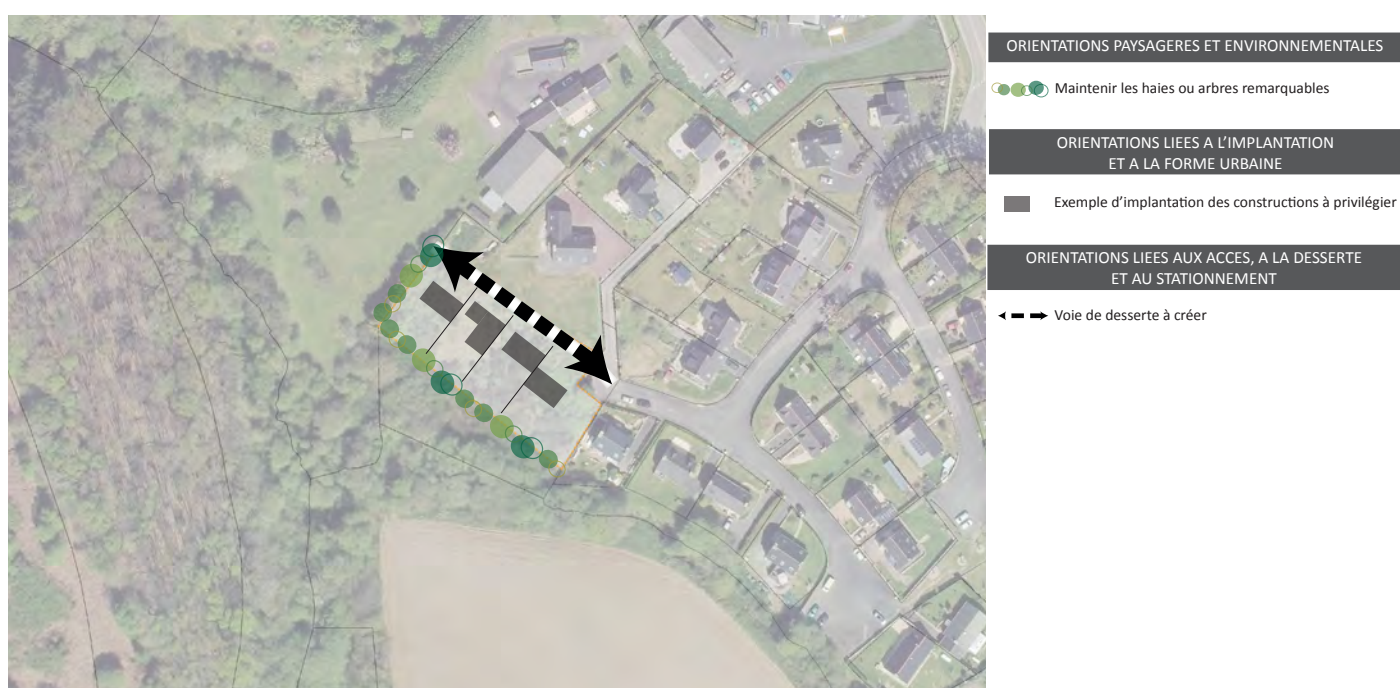 ORIENTATIONS PAYSAGERES ET ENVIRONNEMENTALES
Maintenir les haies ou arbres remarquables
ORIENTATIONS LIEES A L'IMPLANTATION
ET A LA FORME URBAINE
Exemple d'implantation des constructions à privilégier
ORIENTATIONS LIEES AUX ACCES, A LA DESSERTE
ET AU STATIONNEMENT
Voie de desserte à créer